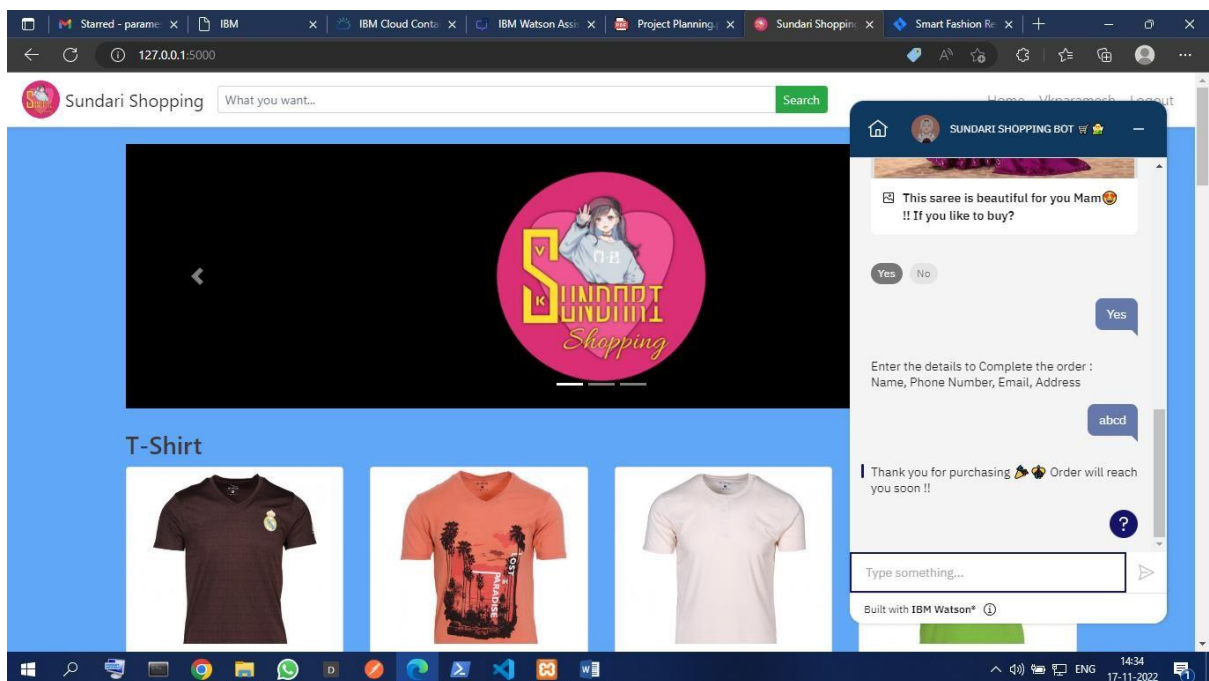 Starred - parame
IBM
IBM Cloud Conta
IBM Watson Assis
Project Planning.
Sundari Shopping
Smart Fashion Re
127.0.0.1:5000
Sundari Shopping
What you want...
Search
Home Vkparamesh Logout
SUNDARI SHOPPING BOT
This saree is beautiful for you Mam
!! If you like to buy?
Yes No
Yes
Enter the details to Complete the order :
Name, Phone Number, Email, Address
abcd
Thank you for purchasing Order will reach
you soon !!
?
Type something...
Built with IBM Watson®
V
K
SUNDARI
Shopping
T-Shirt
LOST
PARADISE
ENG
14:34
17-11-2022